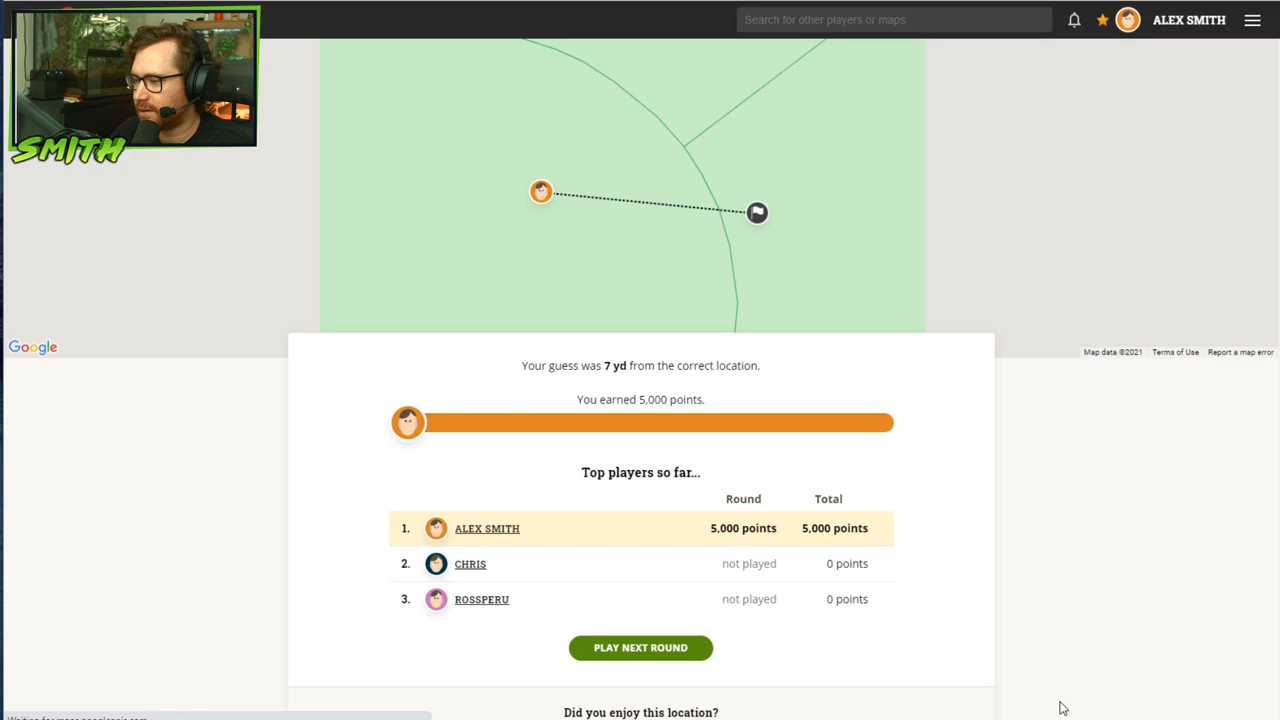 Search for other players or maps
ALEX SMITH
SMITH
Google
Map data ©2021 Terms of Use Report a map error
Your guess was 7 yd from the correct location.
You earned 5,000 points.
Top players so far...
Round Total
1. ALEX SMITH 5,000 points 5,000 points
2. CHRIS not played 0 points
3. ROSSPERU not played 0 points
PLAY NEXT ROUND
Did you enjoy this location?